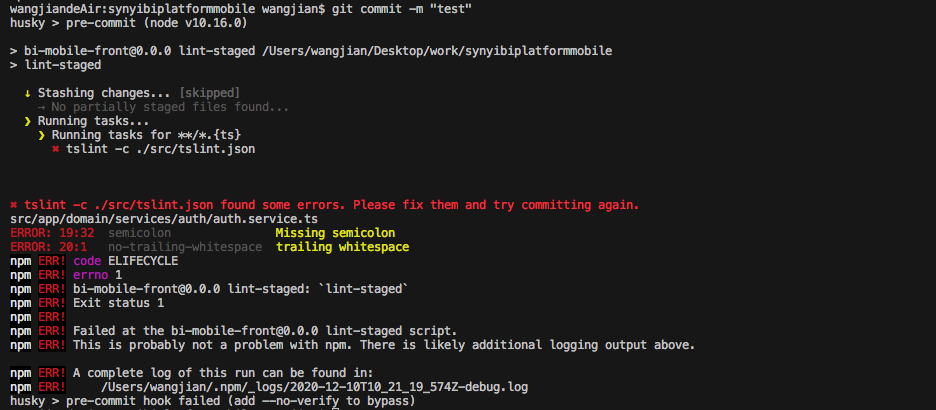 wangjiandeAir:synyibiplatformmobile wangjian$ git commit -m "test"
husky > pre-commit (node v10.16.0)
> bi-mobile-front@0.0.0 lint-staged /Users/wangjian/Desktop/work/synyibiplatformmobile
> lint-staged
↓ Stashing changes... [skipped]
→ No partially staged files found...
❯ Running tasks...
❯ Running tasks for **/*.{ts}
✖ tslint -c ./src/tslint.json
✖ tslint -c ./src/tslint.json found some errors. Please fix them and try committing again.
src/app/domain/services/auth/auth.service.ts
ERROR: 19:32 semicolon Missing semicolon
ERROR: 20:1 no-trailing-whitespace trailing whitespace
npm ERR! code ELIFECYCLE
npm ERR! errno 1
npm ERR! bi-mobile-front@0.0.0 lint-staged: `lint-staged`
npm ERR! Exit status 1
npm ERR!
npm ERR! Failed at the bi-mobile-front@0.0.0 lint-staged script.
npm ERR! This is probably not a problem with npm. There is likely additional logging output above.
npm ERR! A complete log of this run can be found in:
npm ERR! /Users/wangjian/.npm/_logs/2020-12-10T10_21_19_574Z-debug.log
husky > pre-commit hook failed (add --no-verify to bypass)